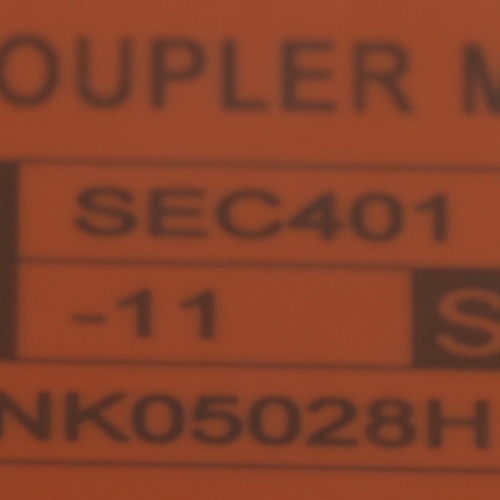 OUPLER M
SEC401
-11 S
NK05028H